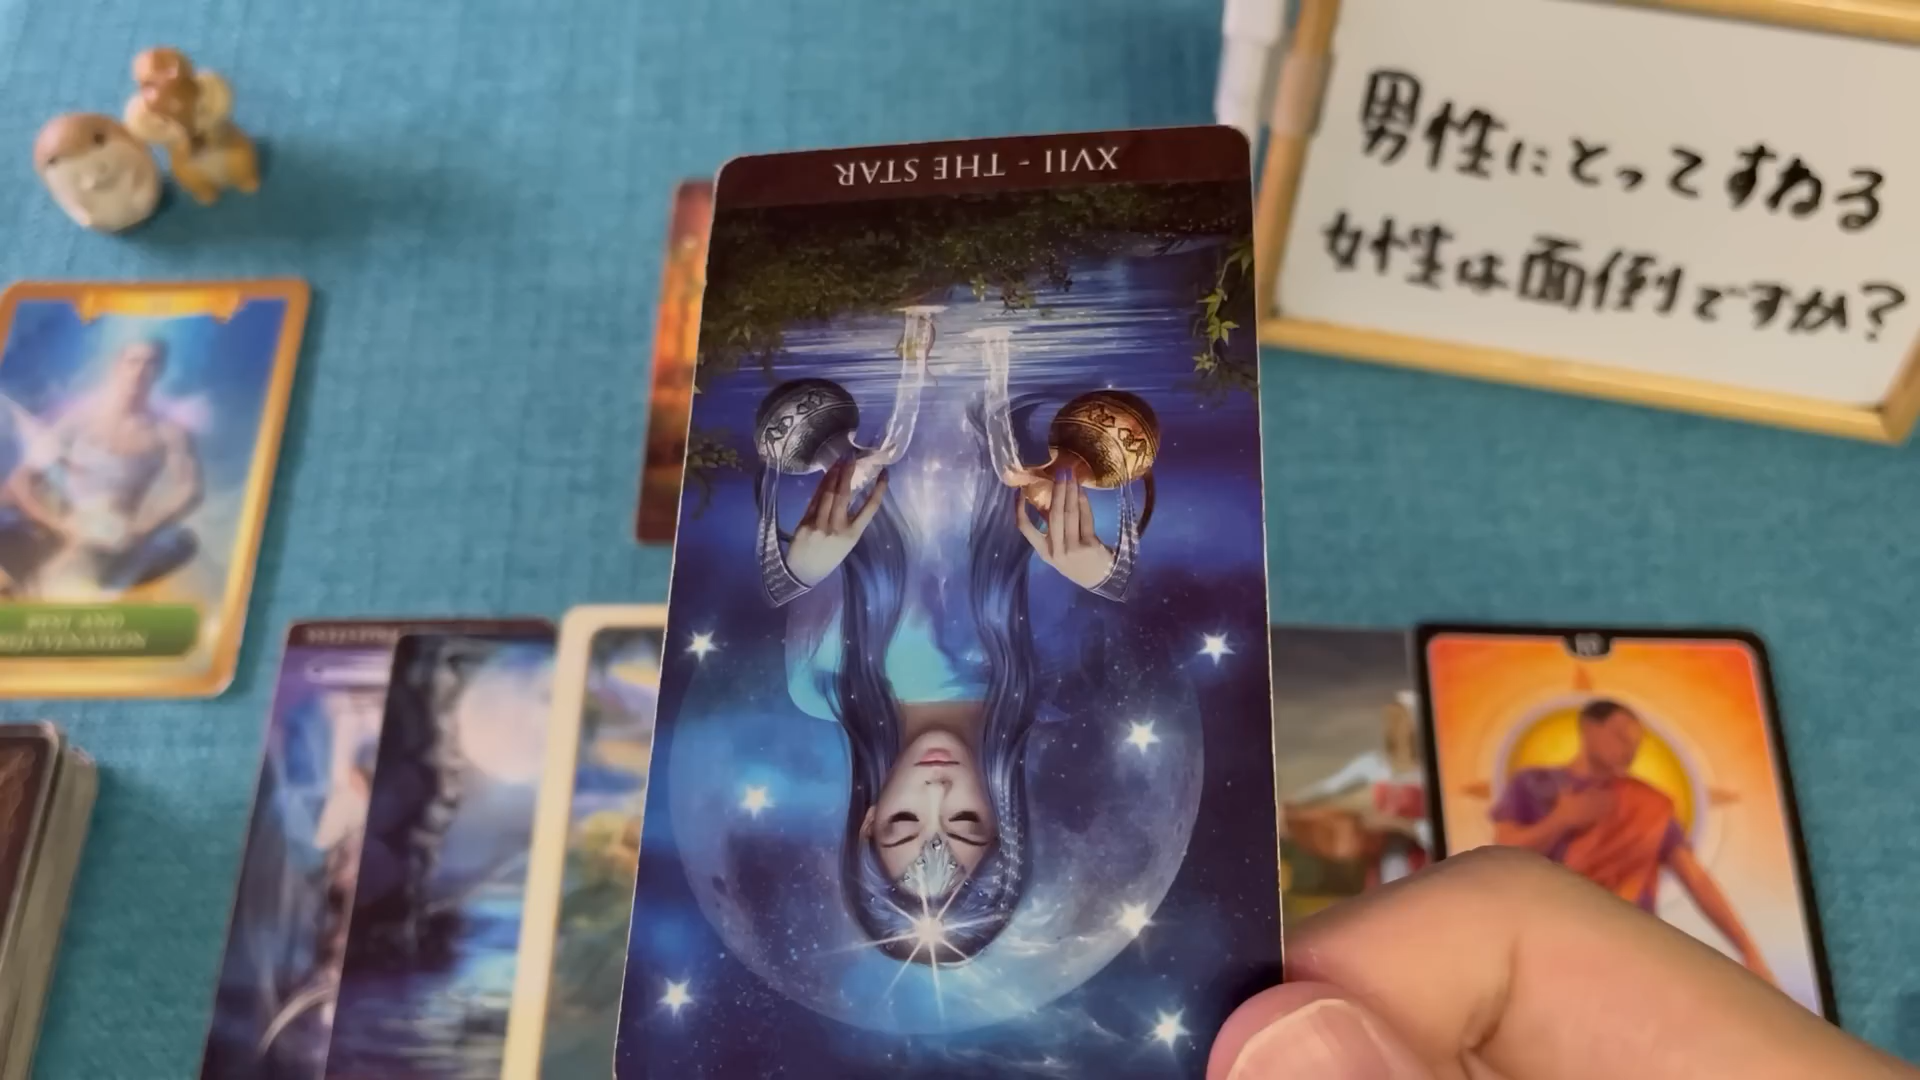 男性にとってすねる
女性は面倒ですか?
XVII - THE STAR
REST AND
REJUVENATION